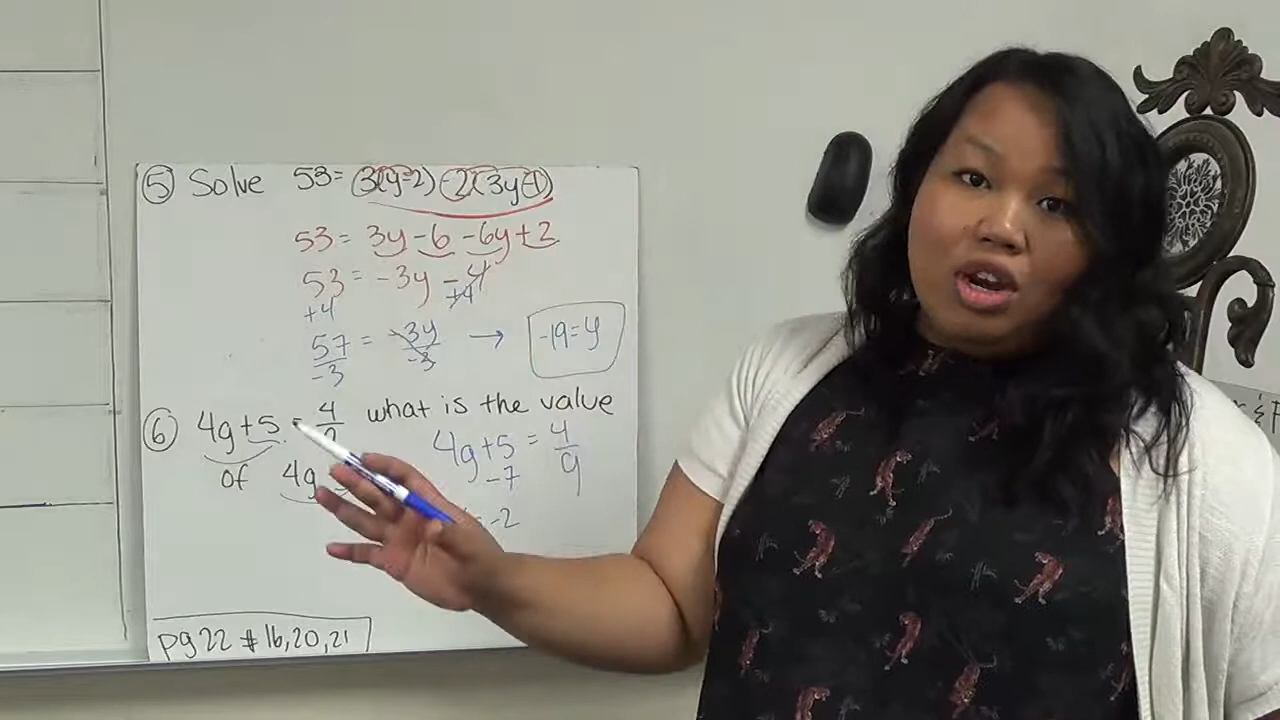 ⑤ Solve 53 = 3(y-2) -2(3y-1)
53 = 3y - 6 - 6y + 2
53 = -3y - 4
+4 +4
57/-3 = -3y/-3 → -19 = y
⑥ 4g+5 = 4/9 what is the value
of 4g
4g+5 = 4/9
-7
-2
pg 22 # 16, 20, 21